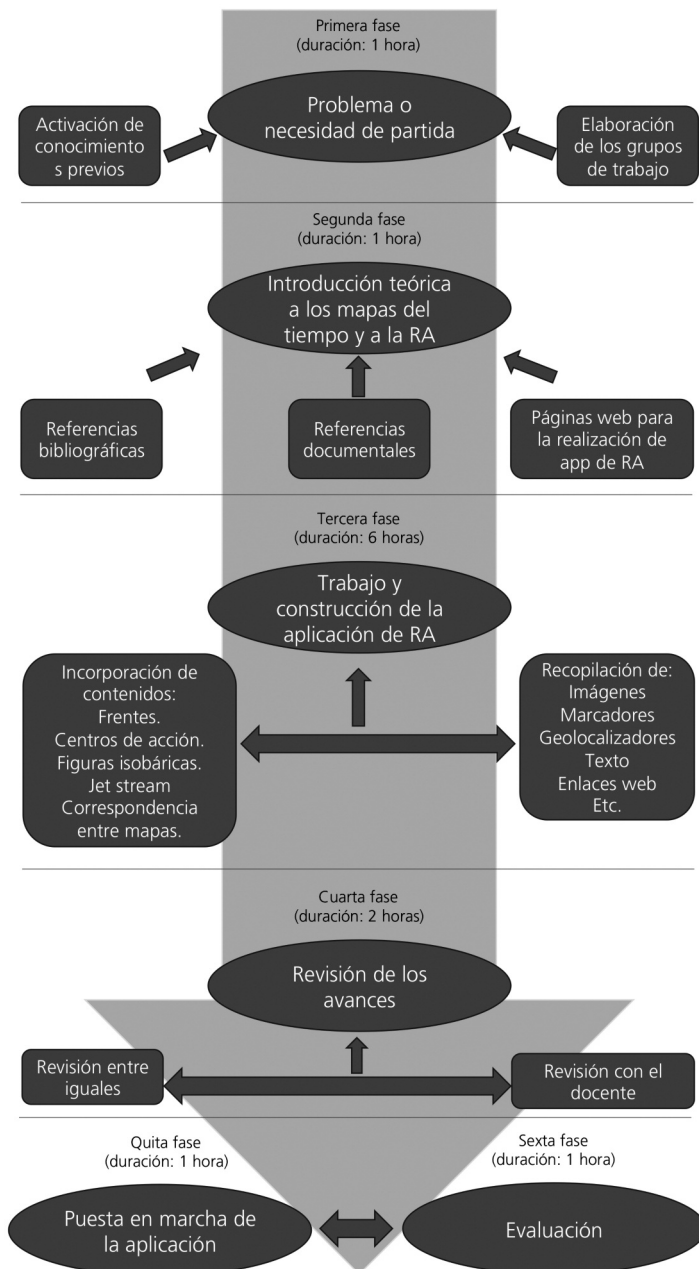 Primera fase
(duración: 1 hora)
Problema o
necesidad de partida
Activación de
conocimiento
s previos
Elaboración
de los grupos
de trabajo
Segunda fase
(duración: 1 hora)
Introducción teórica
a los mapas del
tiempo y a la RA
Referencias
bibliográficas
Referencias
documentales
Páginas web para
la realización de
app de RA
Tercera fase
(duración: 6 horas)
Trabajo y
construcción de la
aplicación de RA
Incorporación de
contenidos:
Frentes.
Centros de acción.
Figuras isobáricas.
Jet stream
Correspondencia
entre mapas.
Recopilación de:
Imágenes
Marcadores
Geolocalizadores
Texto
Enlaces web
Etc.
Cuarta fase
(duración: 2 horas)
Revisión de los
avances
Revisión entre
iguales
Revisión con el
docente
Quita fase
(duración: 1 hora)
Puesta en marcha de
la aplicación
Sexta fase
(duración: 1 hora)
Evaluación